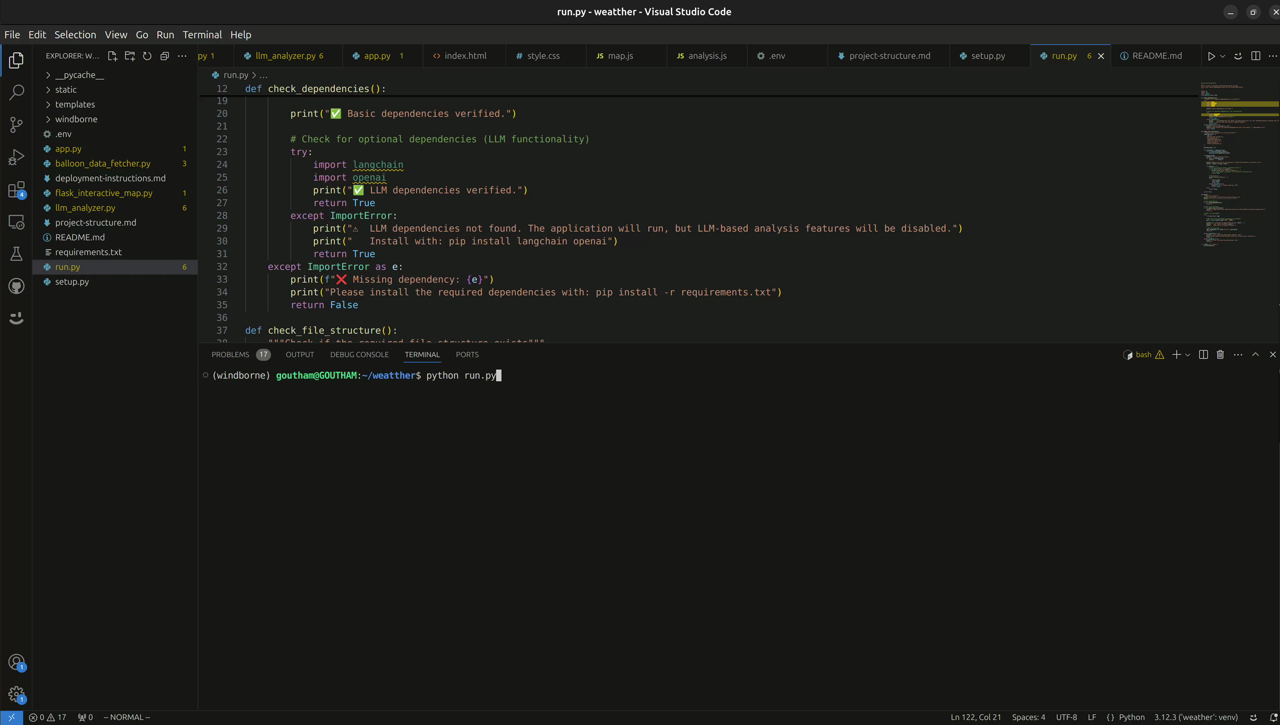 run.py - weatther - Visual Studio Code
File Edit Selection View Go Run Terminal Help
EXPLORER: W...
py 1 llm_analyzer.py 6 app.py 1 index.html style.css map.js analysis.js .env project-structure.md setup.py run.py 6 README.md
__pycache__
static
templates
windborne
.env
app.py 1
balloon_data_fetcher.py 3
deployment-instructions.md
flask_interactive_map.py 1
llm_analyzer.py 6
project-structure.md
README.md
requirements.txt
run.py 6
setup.py
4
1
1
run.py > ...
12 def check_dependencies():
19
20 print("✅ Basic dependencies verified.")
21
22 # Check for optional dependencies (LLM functionality)
23 try:
24 import langchain
25 import openai
26 print("✅ LLM dependencies verified.")
27 return True
28 except ImportError:
29 print("⚠ LLM dependencies not found. The application will run, but LLM-based analysis features will be disabled.")
30 print("   Install with: pip install langchain openai")
31 return True
32 except ImportError as e:
33 print(f"❌ Missing dependency: {e}")
34 print("Please install the required dependencies with: pip install -r requirements.txt")
35 return False
36
37 def check_file_structure():
"""Check if the required file structure exists"""
PROBLEMS 17 OUTPUT DEBUG CONSOLE TERMINAL PORTS
bash
(windborne) goutham@GOUTHAM:~/weatther$ python run.py
0 17 0 -- NORMAL -- Ln 122, Col 21 Spaces: 4 UTF-8 LF {} Python 3.12.3 ('weather': venv)